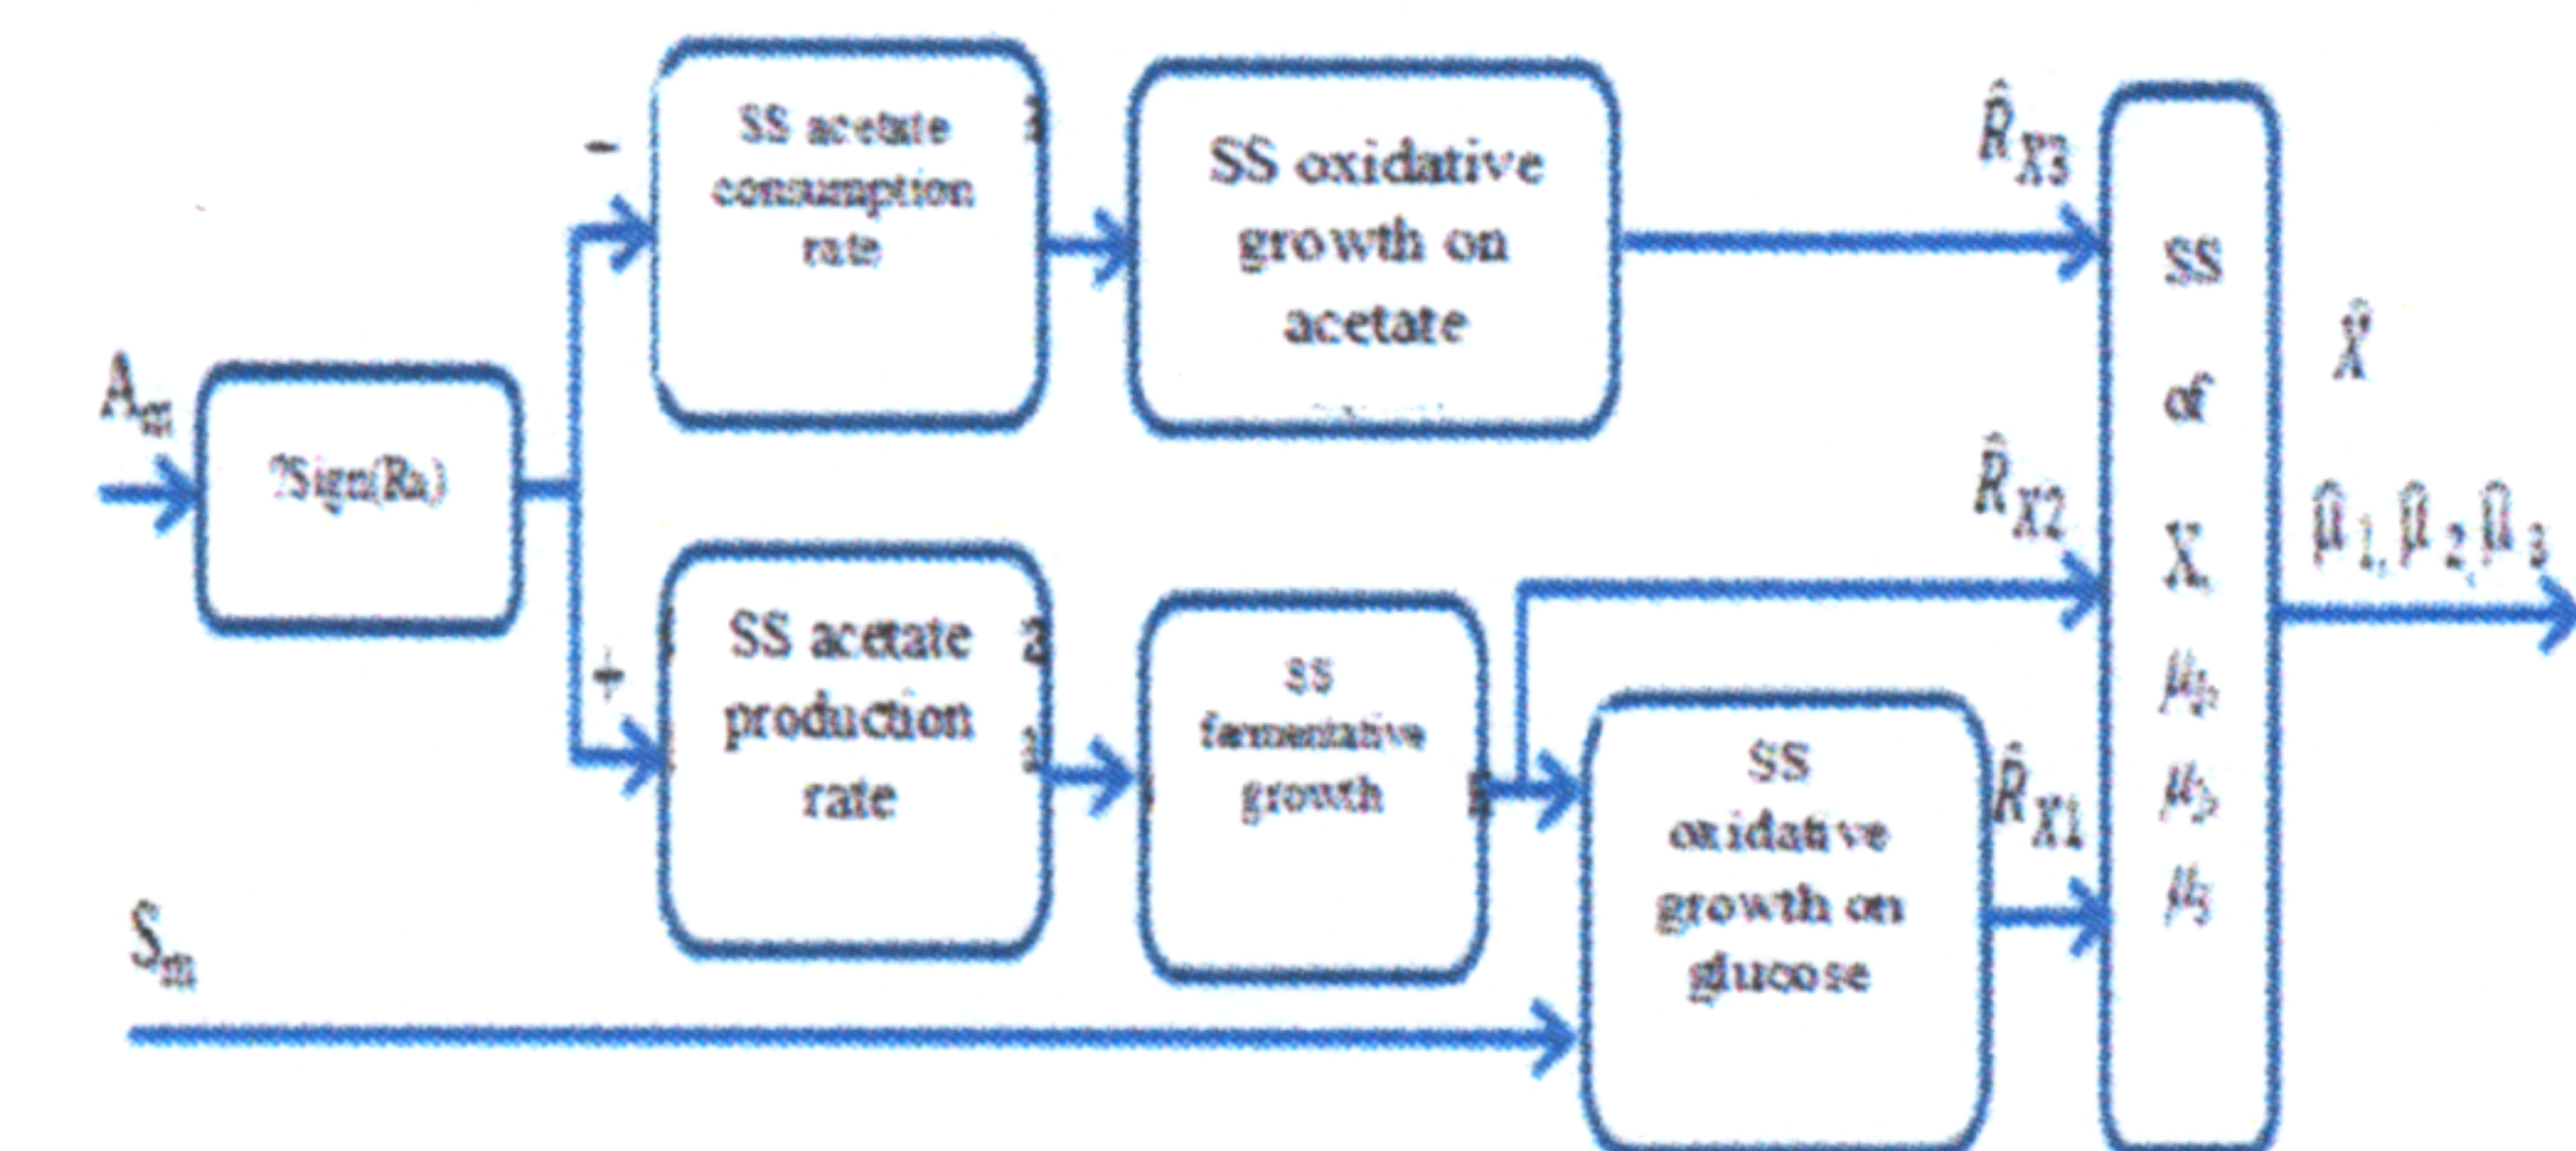 SS acetate
consumption
rate
SS oxidative
growth on
acetate
R̂X3
−
Am
?Sign(Ra)
+
SS acetate
production
rate
SS
fermentative
growth
R̂X2
SS
oxidative
growth on
glucose
R̂X1
Sm
SS
of
X,
X̂
μ̂1, μ̂2, μ̂3